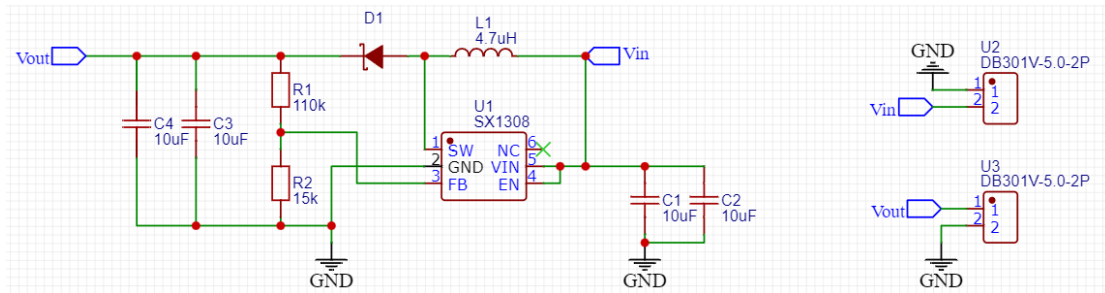 D1
L1
4.7uH
Vout
Vin
R1
110k
C4
10uF
C3
10uF
U1
SX1308
1
SW
NC
6
2
GND
VIN
5
3
FB
EN
4
R2
15k
C1
10uF
C2
10uF
GND
GND
GND
U2
DB301V-5.0-2P
1
1
Vin
2
2
U3
DB301V-5.0-2P
Vout
1
1
2
2
GND